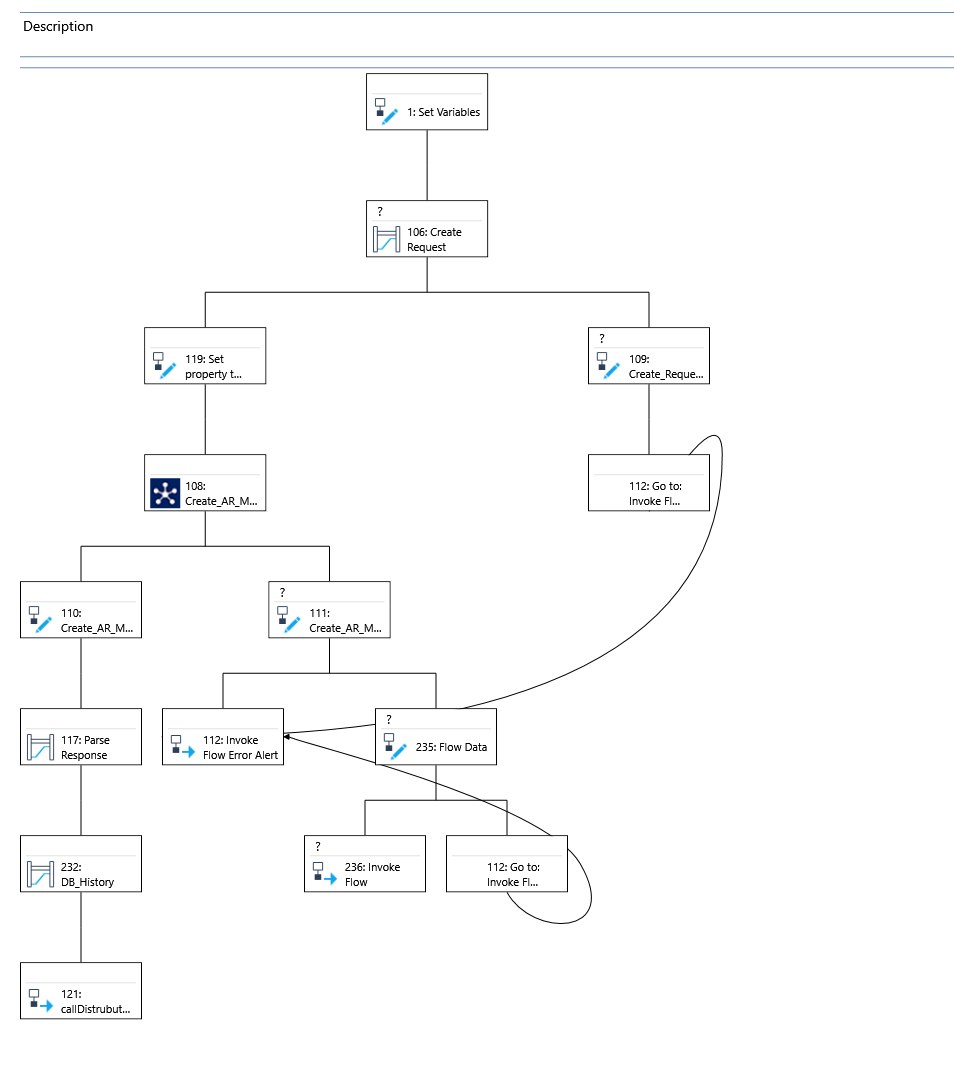 Description
1: Set Variables
?
106: Create
Request
119: Set
property t...
?
109:
Create_Reque...
108:
Create_AR_M...
112: Go to:
Invoke Fl...
110:
Create_AR_M...
?
111:
Create_AR_M...
117: Parse
Response
112: Invoke
Flow Error Alert
?
235: Flow Data
232:
DB_History
?
236: Invoke
Flow
112: Go to:
Invoke Fl...
121:
callDistrubut...